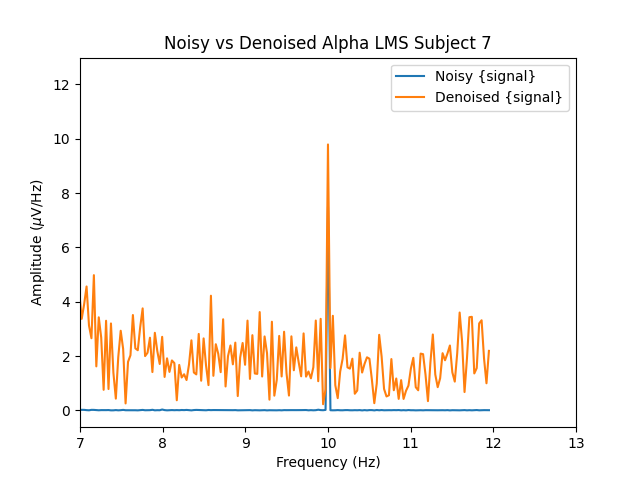 Noisy vs Denoised Alpha LMS Subject 7
Noisy {signal}
Denoised {signal}
Amplitude (μV/Hz)
12
10
8
6
4
2
0
7 8 9 10 11 12 13
Frequency (Hz)